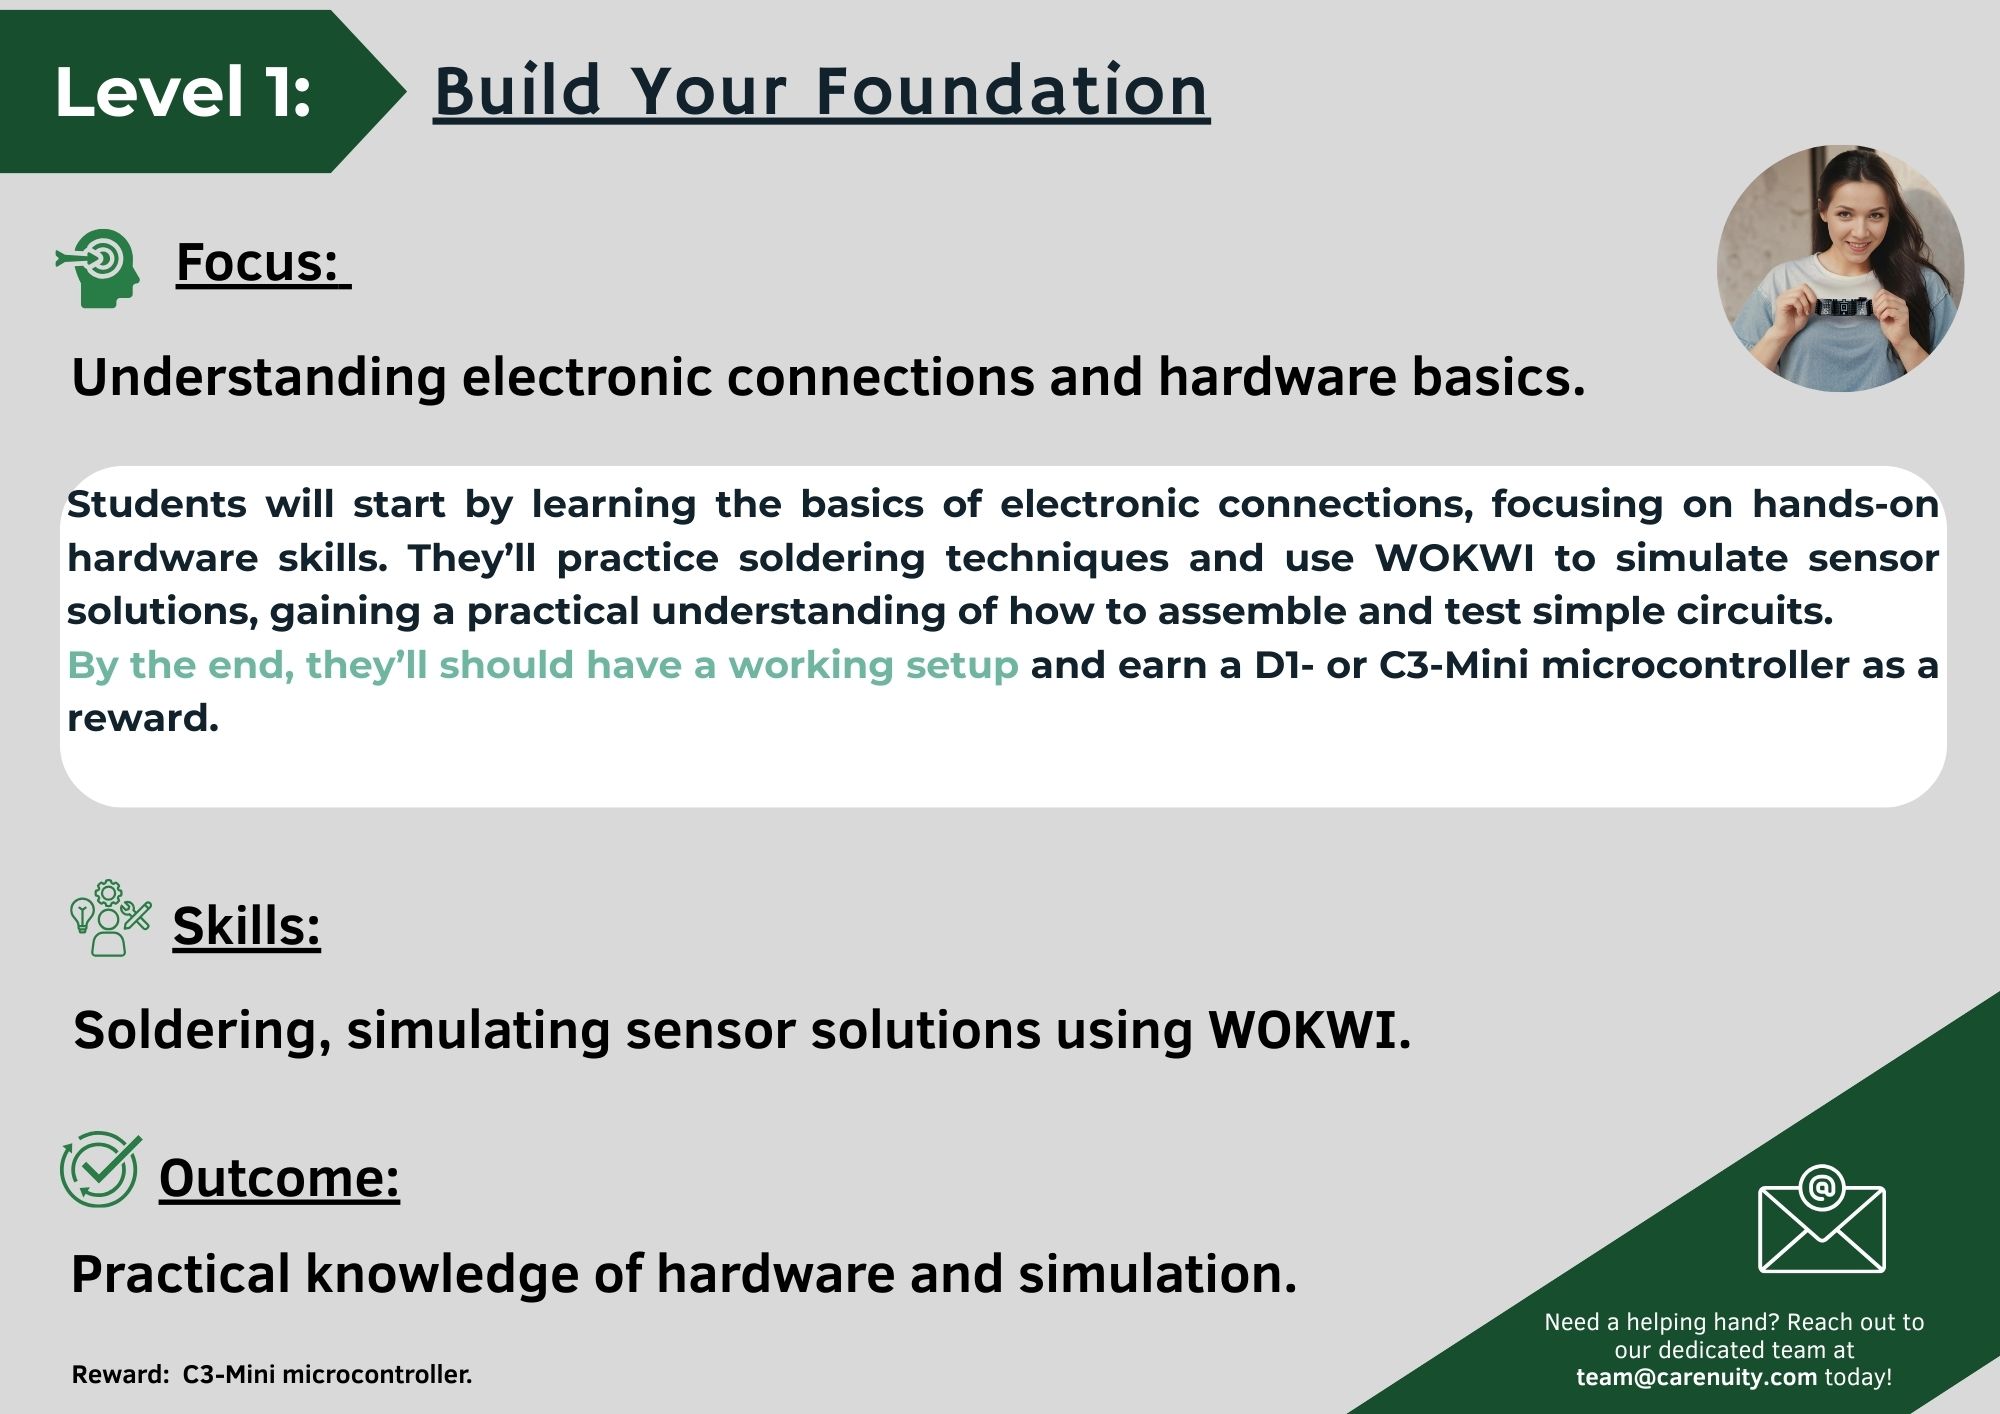 Level 1:
Build Your Foundation
Focus:
Understanding electronic connections and hardware basics.
Students will start by learning the basics of electronic connections, focusing on hands-on
hardware skills. They’ll practice soldering techniques and use WOKWI to simulate sensor
solutions, gaining a practical understanding of how to assemble and test simple circuits.
By the end, they’ll should have a working setup and earn a D1- or C3-Mini microcontroller as a
reward.
Skills:
Soldering, simulating sensor solutions using WOKWI.
Outcome:
Practical knowledge of hardware and simulation.
Reward: C3-Mini microcontroller.
@
Need a helping hand? Reach out to
our dedicated team at
team@carenuity.com today!